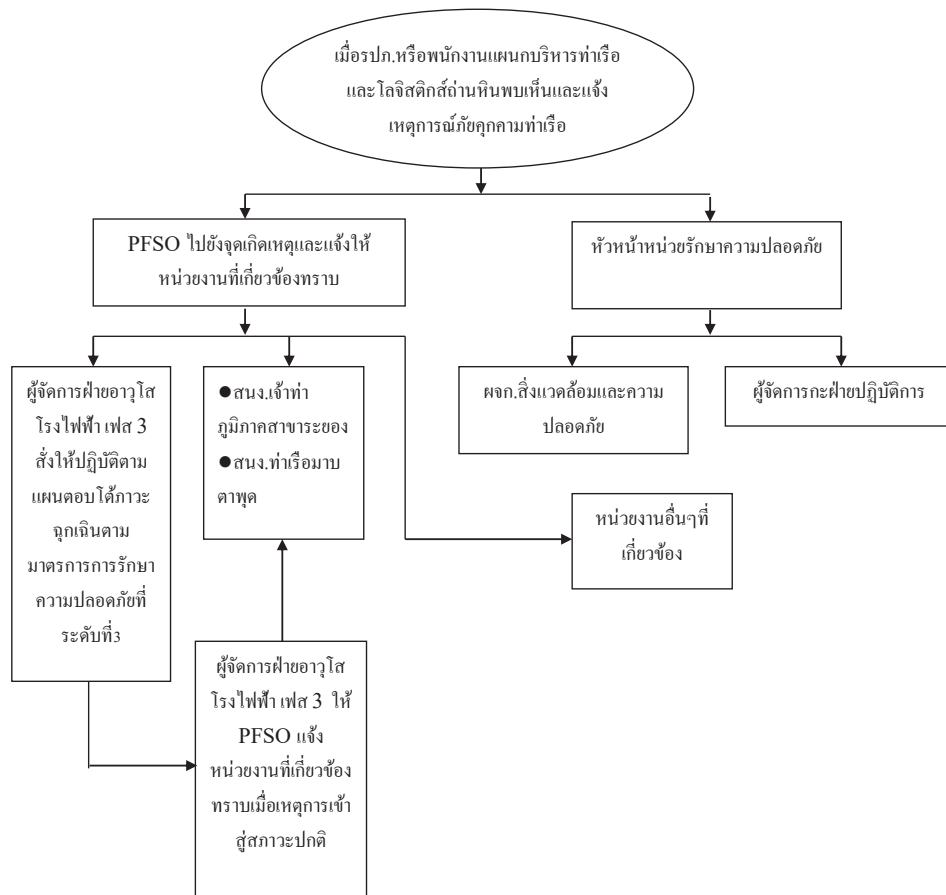 เมื่อรปภ.หรือพนักงานแผนกบริหารท่าเรือ
และโลจิสติกส์ถ่านหินพบเห็นและแจ้ง
เหตุการณ์ภัยคุกคามท่าเรือ
PFSO ไปยังจุดเกิดเหตุและแจ้งให้
หน่วยงานที่เกี่ยวข้องทราบ
หัวหน้าหน่วยรักษาความปลอดภัย
ผู้จัดการฝ่ายอาวุโส
โรงไฟฟ้า เฟส 3
สั่งให้ปฏิบัติตาม
แผนตอบโต้ภาวะ
ฉุกเฉินตาม
มาตรการการรักษา
ความปลอดภัยที่
ระดับที่3
●สนง.เจ้าท่า
ภูมิภาคสาขาระยอง
●สนง.ท่าเรือมาบ
ตาพุด
ผจก.สิ่งแวดล้อมและความ
ปลอดภัย
ผู้จัดการกะฝ่ายปฏิบัติการ
หน่วยงานอื่นๆที่
เกี่ยวข้อง
ผู้จัดการฝ่ายอาวุโส
โรงไฟฟ้า เฟส 3 ให้
PFSO แจ้ง
หน่วยงานที่เกี่ยวข้อง
ทราบเมื่อเหตุการเข้า
สู่สภาวะปกติ